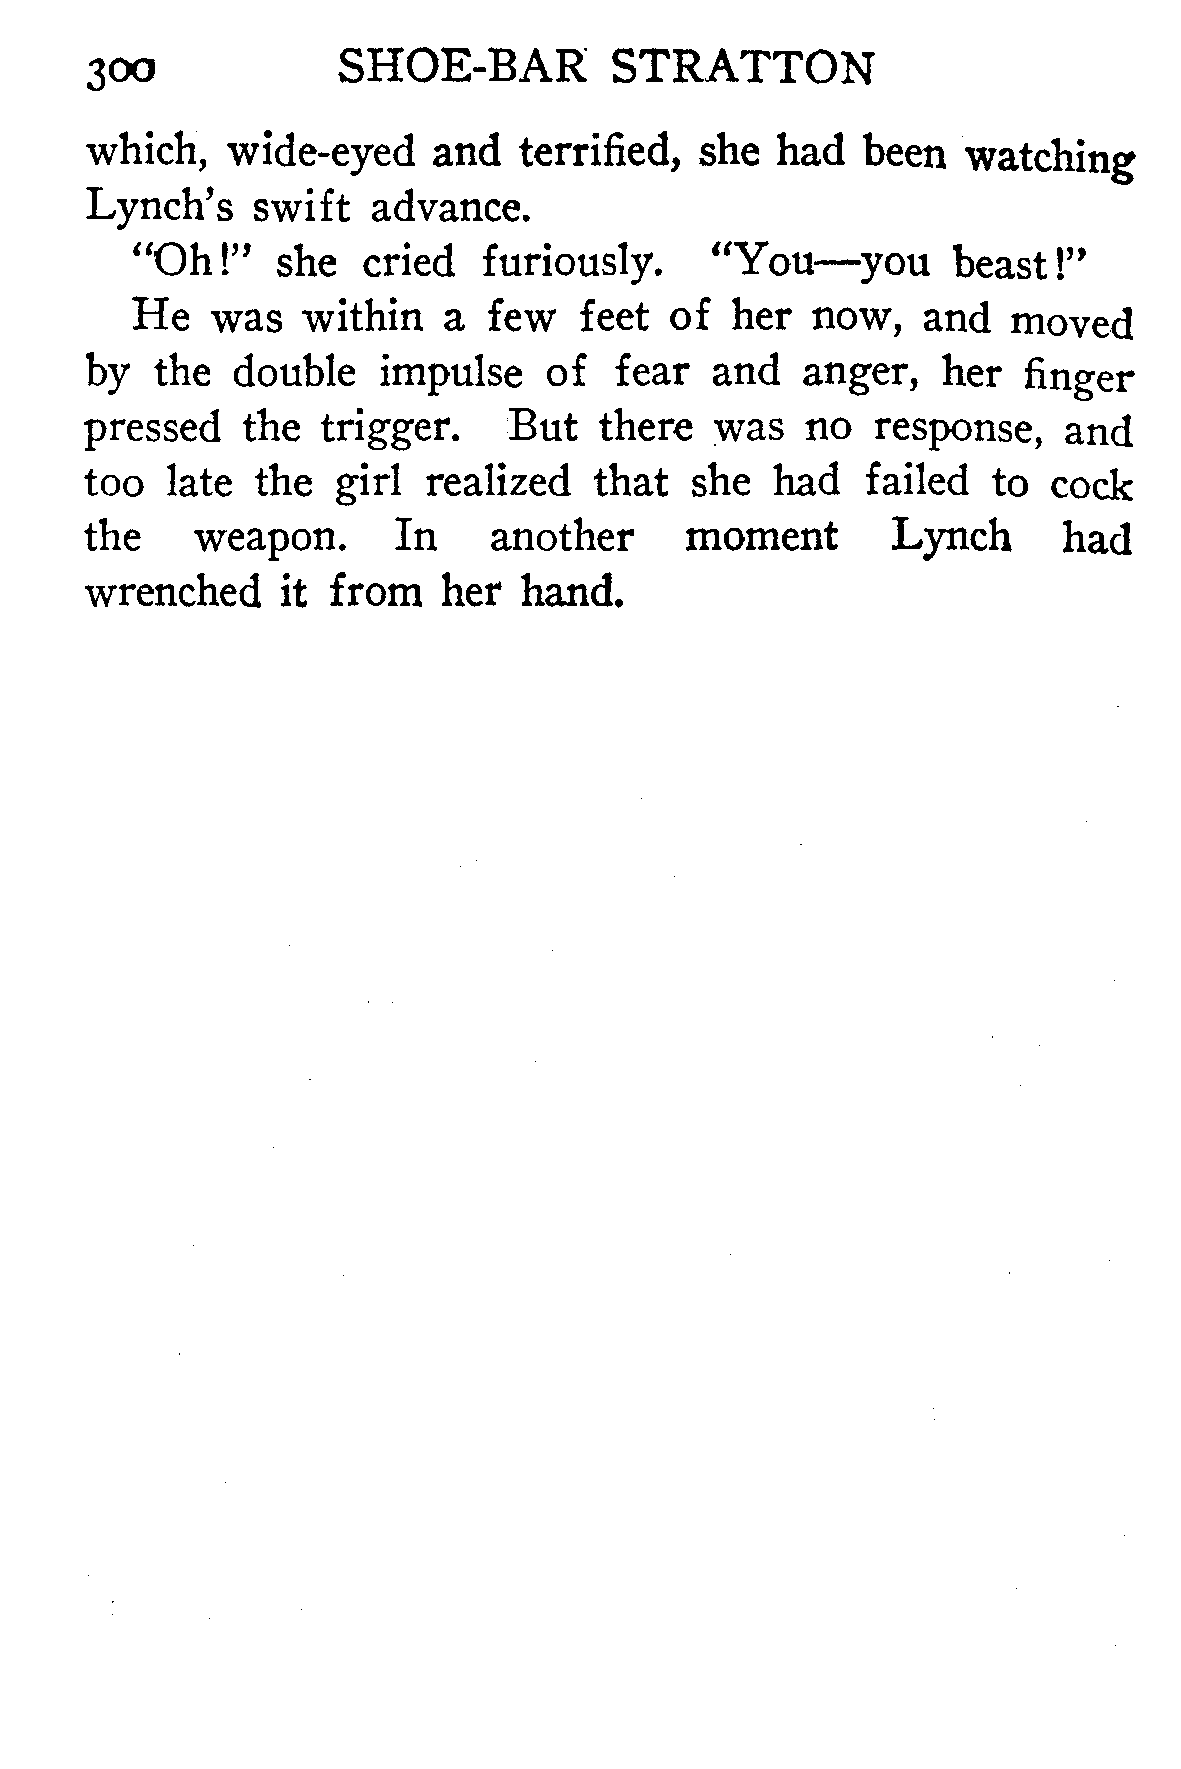 300 SHOE-BAR STRATTON
which, wide-eyed and terrified, she had been watching
Lynch's swift advance.
"Oh!" she cried furiously. "You—you beast!"
He was within a few feet of her now, and moved
by the double impulse of fear and anger, her finger
pressed the trigger. But there was no response, and
too late the girl realized that she had failed to cock
the weapon. In another moment Lynch had
wrenched it from her hand.